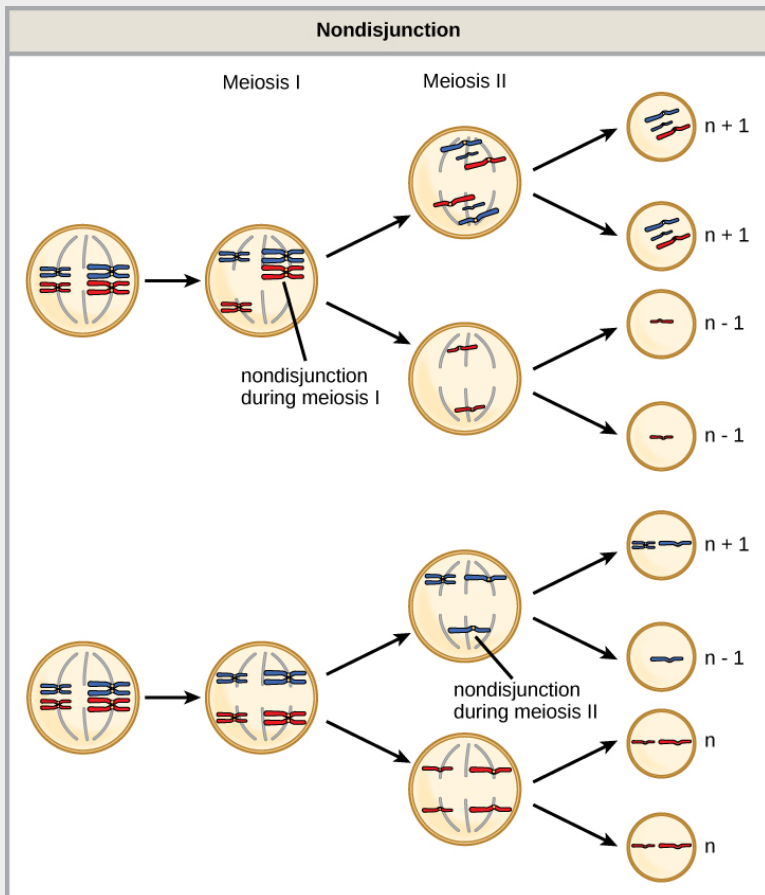 Nondisjunction
Meiosis I
Meiosis II
n + 1
n + 1
n - 1
n - 1
nondisjunction
during meiosis I
n + 1
n - 1
nondisjunction
during meiosis II
n
n